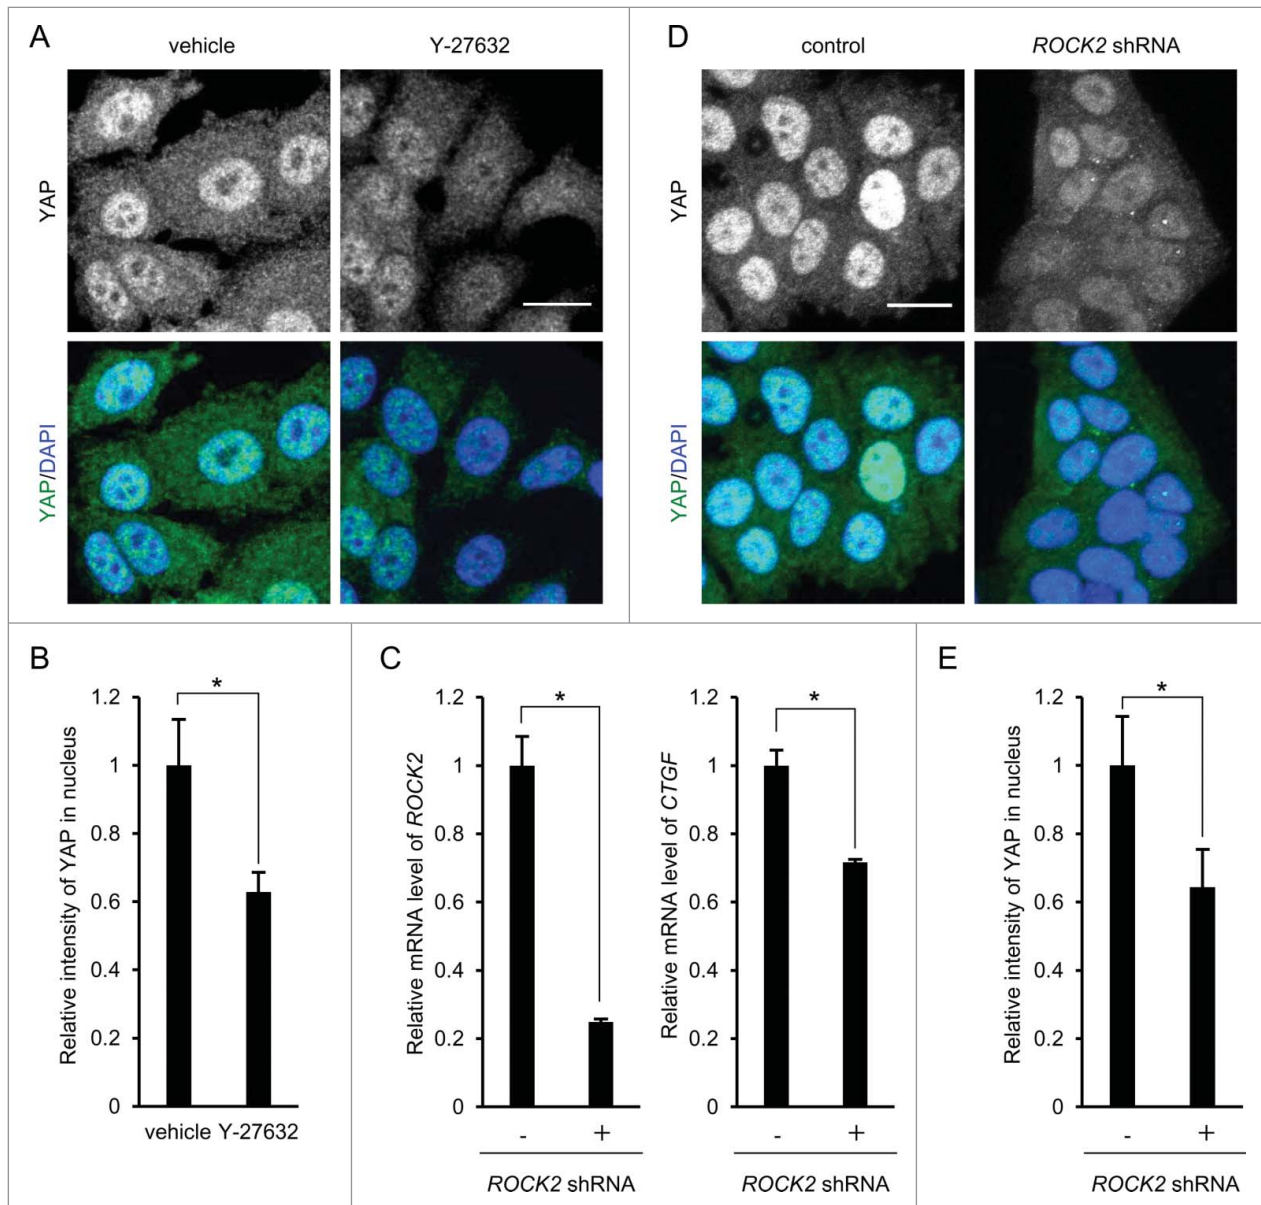 A
vehicle
Y-27632
YAP
YAP/DAPI
D
control
ROCK2 shRNA
YAP
YAP/DAPI
B
Relative intensity of YAP in nucleus
1.2
1
0.8
0.6
0.4
0.2
0
*
vehicle Y-27632
C
Relative mRNA level of ROCK2
1.2
1
0.8
0.6
0.4
0.2
0
*
- +
ROCK2 shRNA
Relative mRNA level of CTGF
1.2
1
0.8
0.6
0.4
0.2
0
*
- +
ROCK2 shRNA
E
Relative intensity of YAP in nucleus
1.2
1
0.8
0.6
0.4
0.2
0
*
- +
ROCK2 shRNA